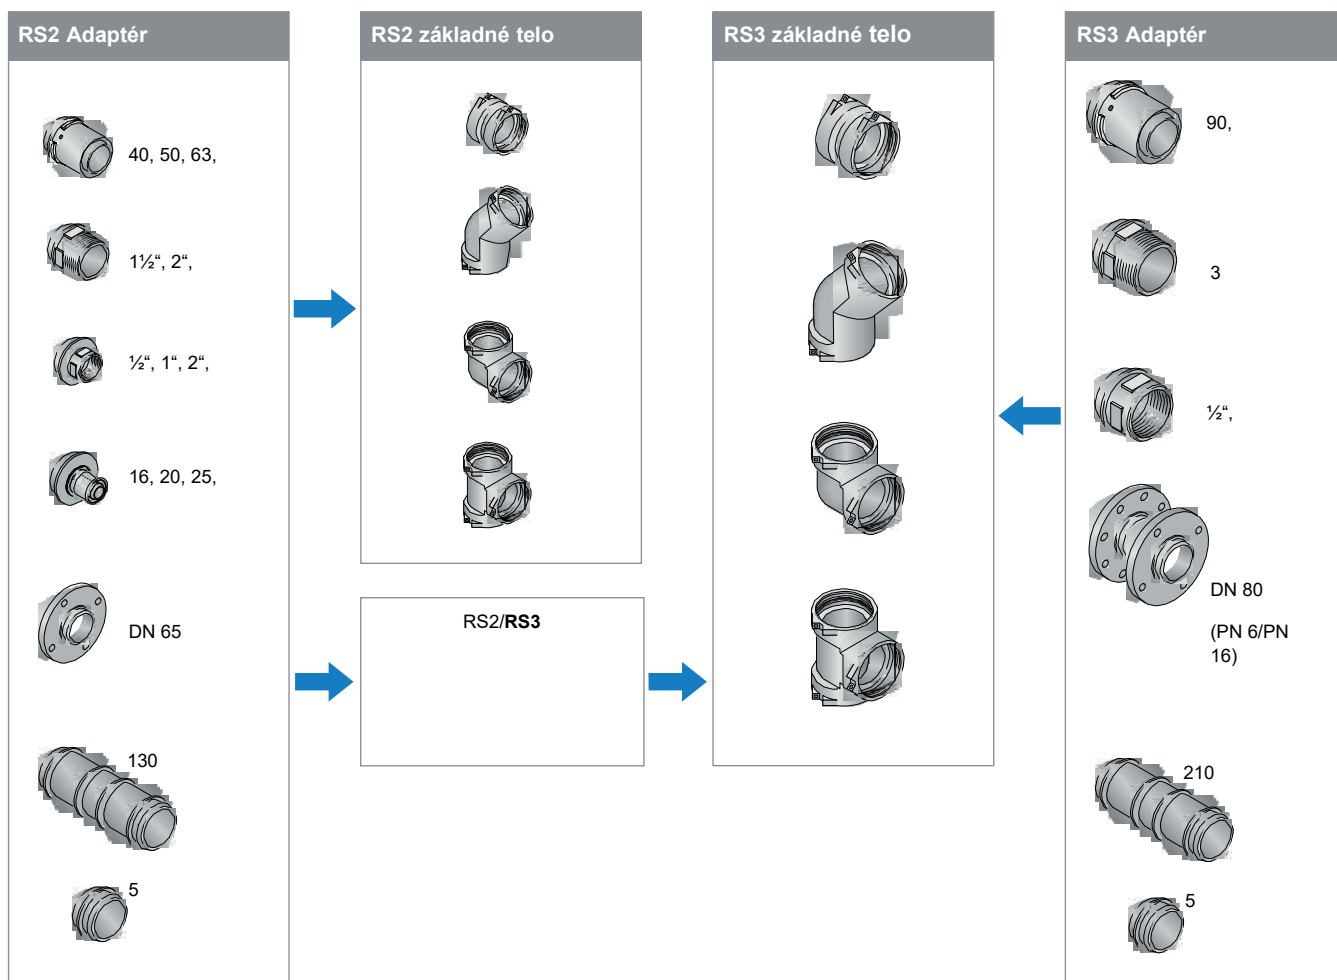 RS2 Adaptér
40, 50, 63,
1½“, 2“,
½“, 1“, 2“,
16, 20, 25,
DN 65
130
5
RS2 základné telo
RS2/RS3
RS3 základné telo
RS3 Adaptér
90,
3
½“,
DN 80
(PN 6/PN
16)
210
5